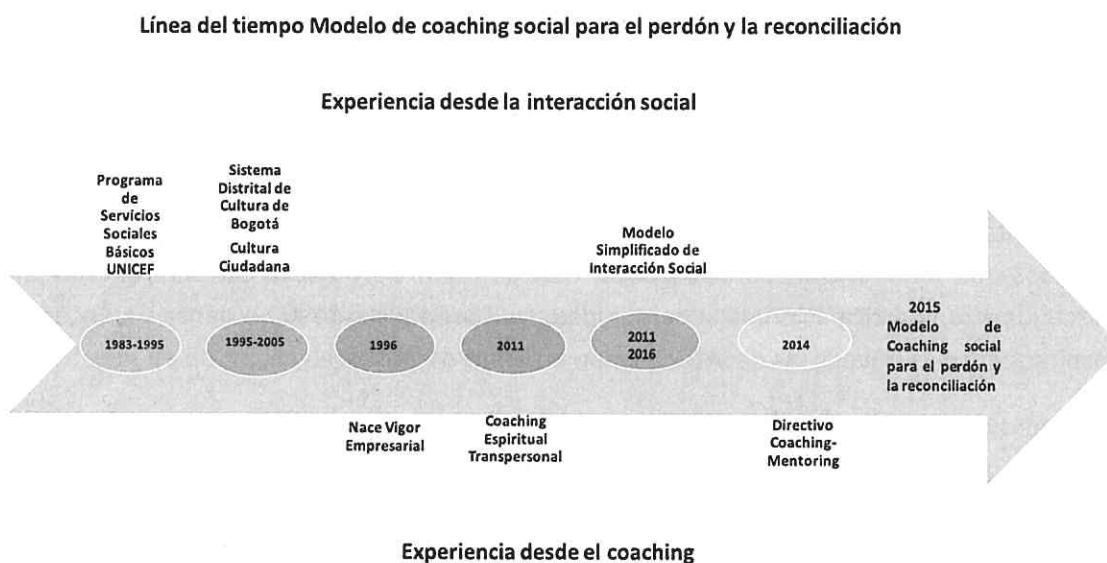 Línea del tiempo Modelo de coaching social para el perdón y la reconciliación
Experiencia desde la interacción social
Programa
de
Servicios
Sociales
Básicos
UNICEF
Sistema
Distrital de
Cultura de
Bogotá
Cultura
Ciudadana
Modelo
Simplificado de
Interacción Social
1983-1995
1995-2005
1996
2011
2011
2016
2014
2015
Modelo de
Coaching social
para el perdón y
la reconciliación
Nace Vigor
Empresarial
Coaching
Espiritual
Transpersonal
Directivo
Coaching-
Mentoring
Experiencia desde el coaching